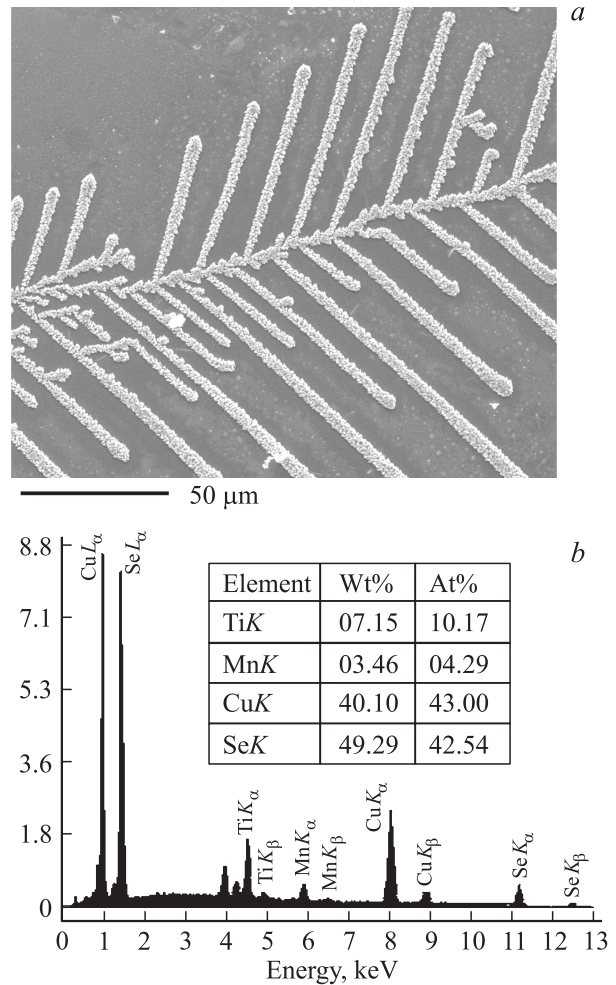 a
50 μm
b
CuLα
SeLα
8.8
7.1
5.3
3.6
1.8
0
Element Wt% At%
TiK 07.15 10.17
MnK 03.46 04.29
CuK 40.10 43.00
SeK 49.29 42.54
TiKα
TiKβ
MnKα
MnKβ
CuKα
CuKβ
SeKα
SeKβ
0 1 2 3 4 5 6 7 8 9 10 11 12 13
Energy, keV